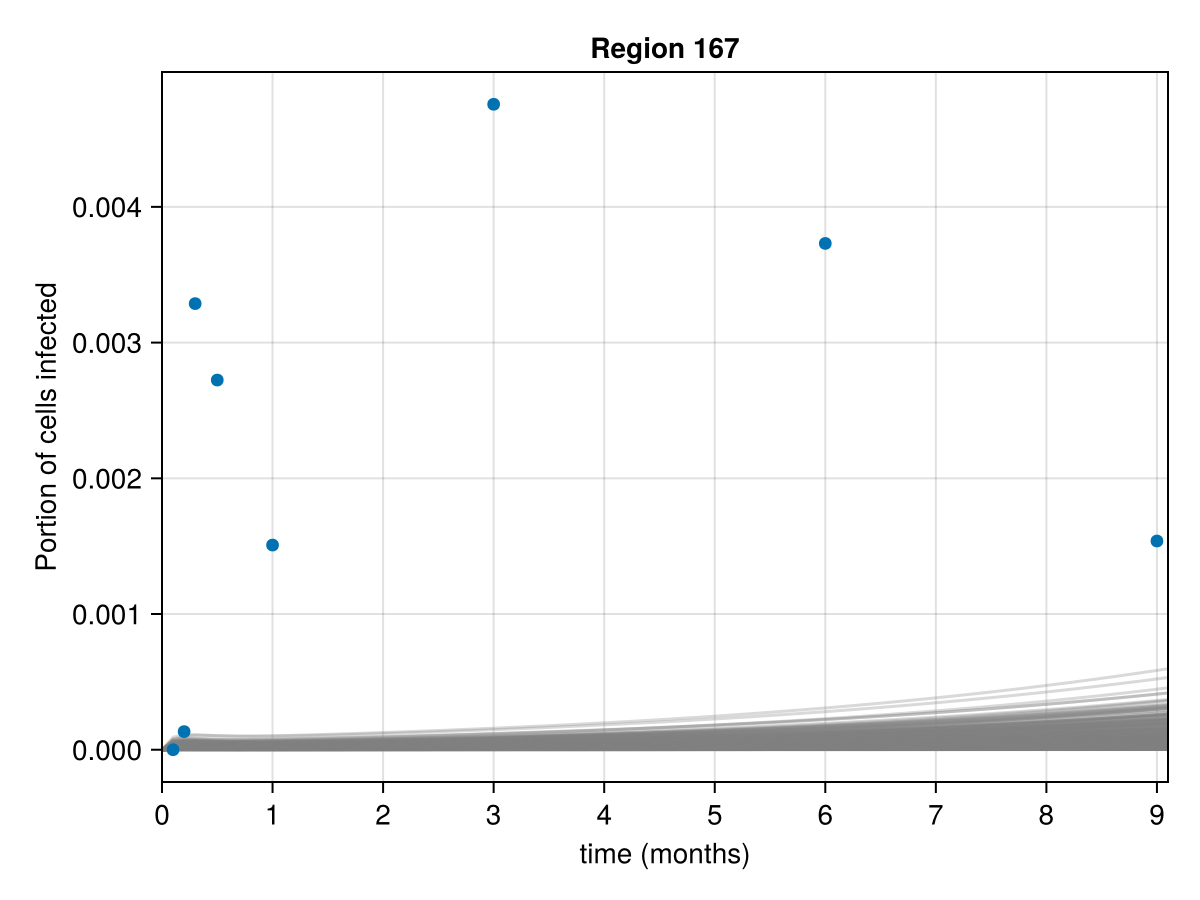 Region 167
Portion of cells infected
0.004
0.003
0.002
0.001
0.000
0 1 2 3 4 5 6 7 8 9
time (months)